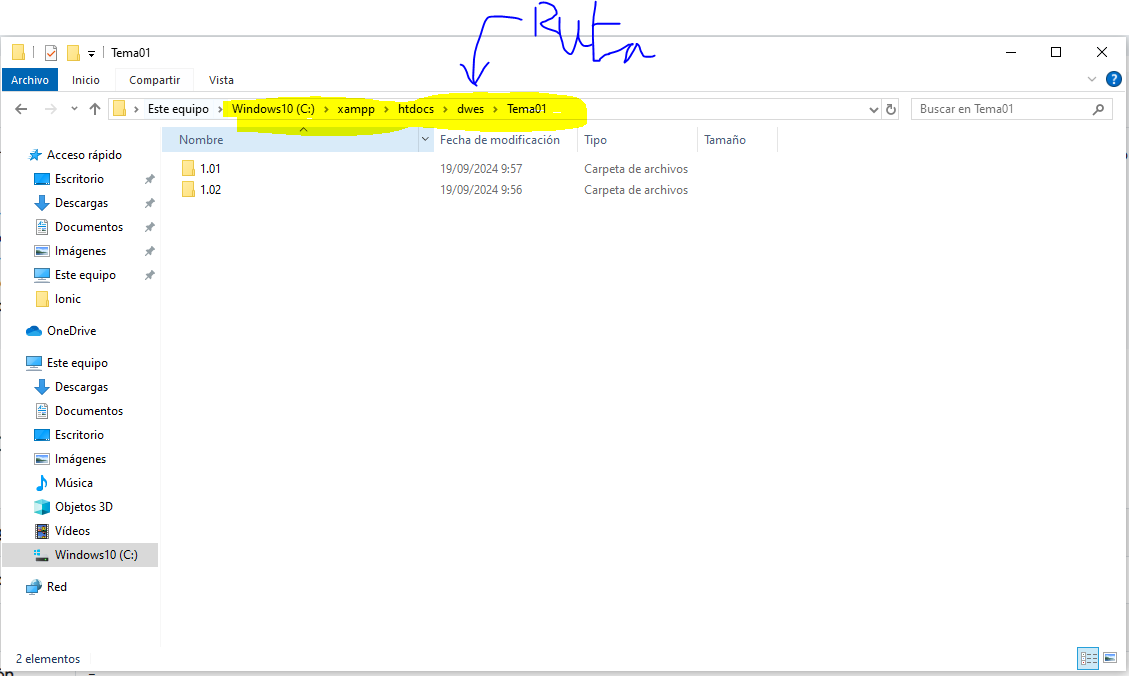 Ruta
Tema01
Archivo Inicio Compartir Vista
Este equipo > Windows10 (C:) > xampp > htdocs > dwes > Tema01
Buscar en Tema01
Nombre Fecha de modificación Tipo Tamaño
1.01 19/09/2024 9:57 Carpeta de archivos
1.02 19/09/2024 9:56 Carpeta de archivos
Acceso rápido
Escritorio
Descargas
Documentos
Imágenes
Este equipo
Ionic
OneDrive
Este equipo
Descargas
Documentos
Escritorio
Imágenes
Música
Objetos 3D
Vídeos
Windows10 (C:)
Red
2 elementos